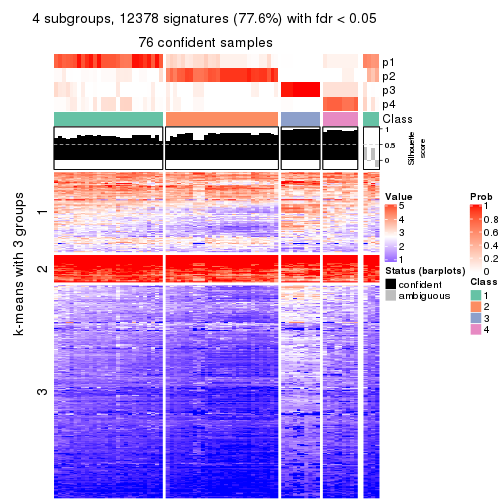 4 subgroups, 12378 signatures (77.6%) with fdr < 0.05
76 confident samples
p1
p2
p3
p4
Class
1
0.5
0
Silhouette
score
k-means with 3 groups
1
2
3
Value
5
4
3
2
1
Status (barplots)
confident
ambiguous
Prob
1
0.8
0.6
0.4
0.2
0
Class
1
2
3
4